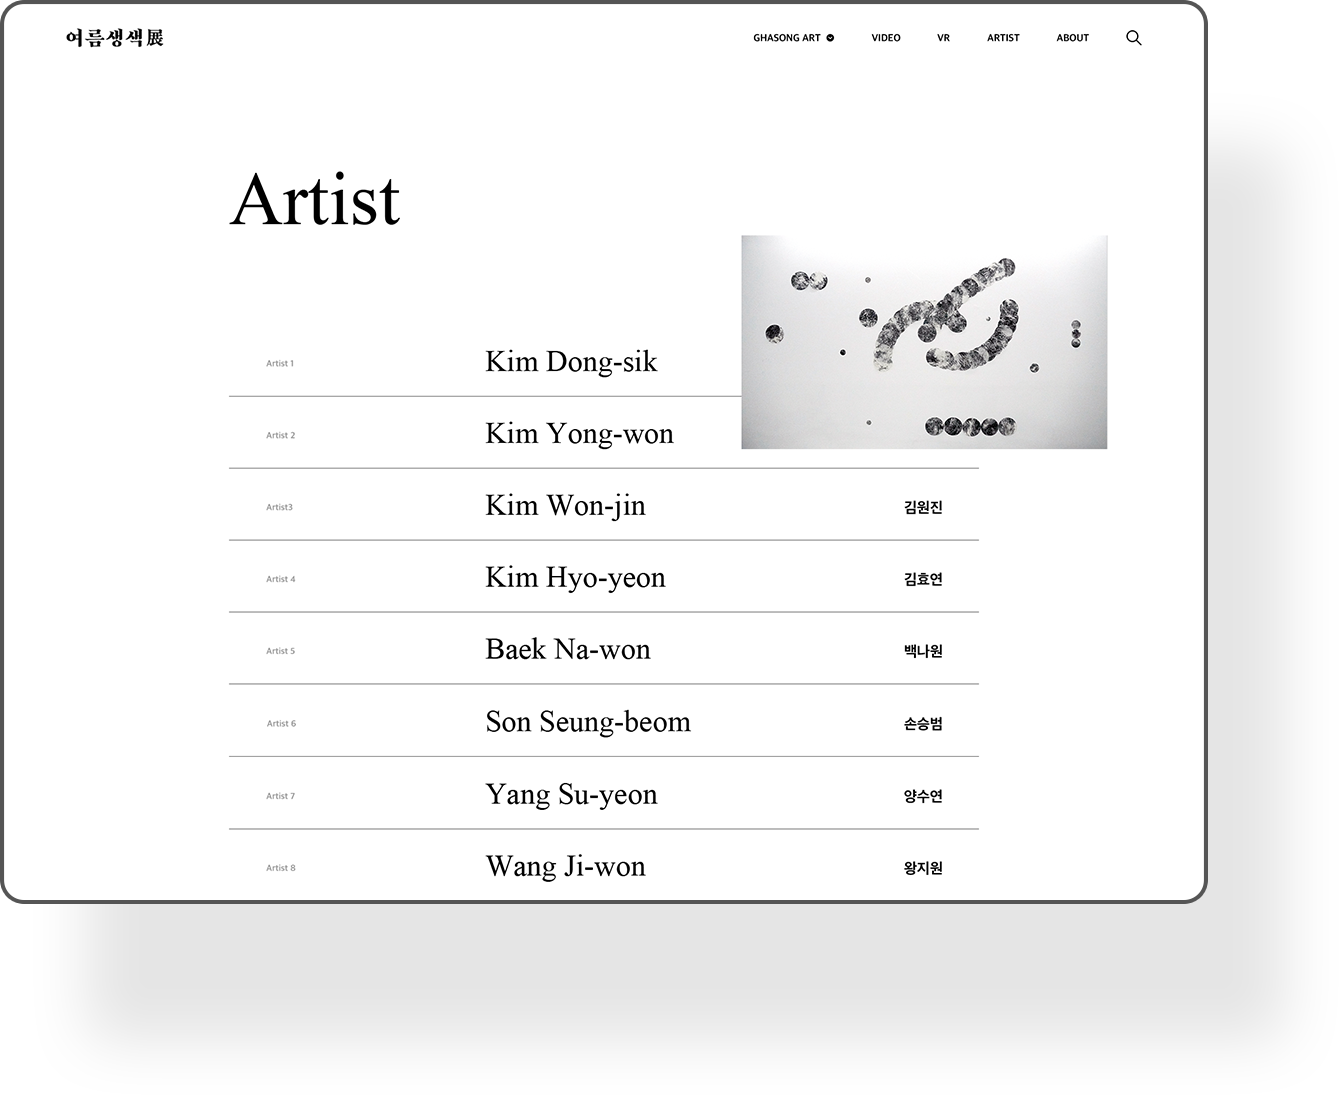 여름생색展
GHASONG ART VIDEO VR ARTIST ABOUT
Artist
Artist 1 Kim Dong-sik
Artist 2 Kim Yong-won
Artist3 Kim Won-jin 김원진
Artist 4 Kim Hyo-yeon 김효연
Artist 5 Baek Na-won 백나원
Artist 6 Son Seung-beom 손승범
Artist 7 Yang Su-yeon 양수연
Artist 8 Wang Ji-won 왕지원